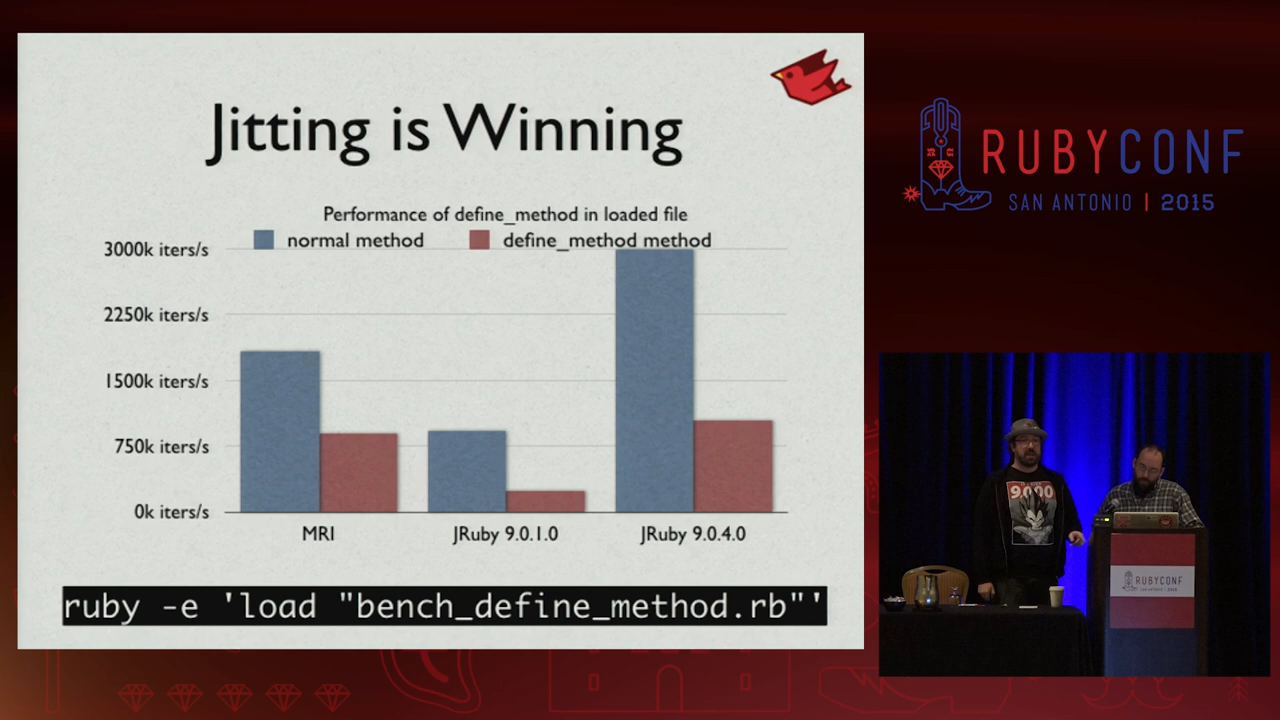 Jitting is Winning
Performance of define_method in loaded file
normal method
define_method method
3000k iters/s
2250k iters/s
1500k iters/s
750k iters/s
0k iters/s
MRI
JRuby 9.0.1.0
JRuby 9.0.4.0
ruby -e 'load "bench_define_method.rb"'
RUBYCONF
SAN ANTONIO | 2015
9000
RUBYCONF